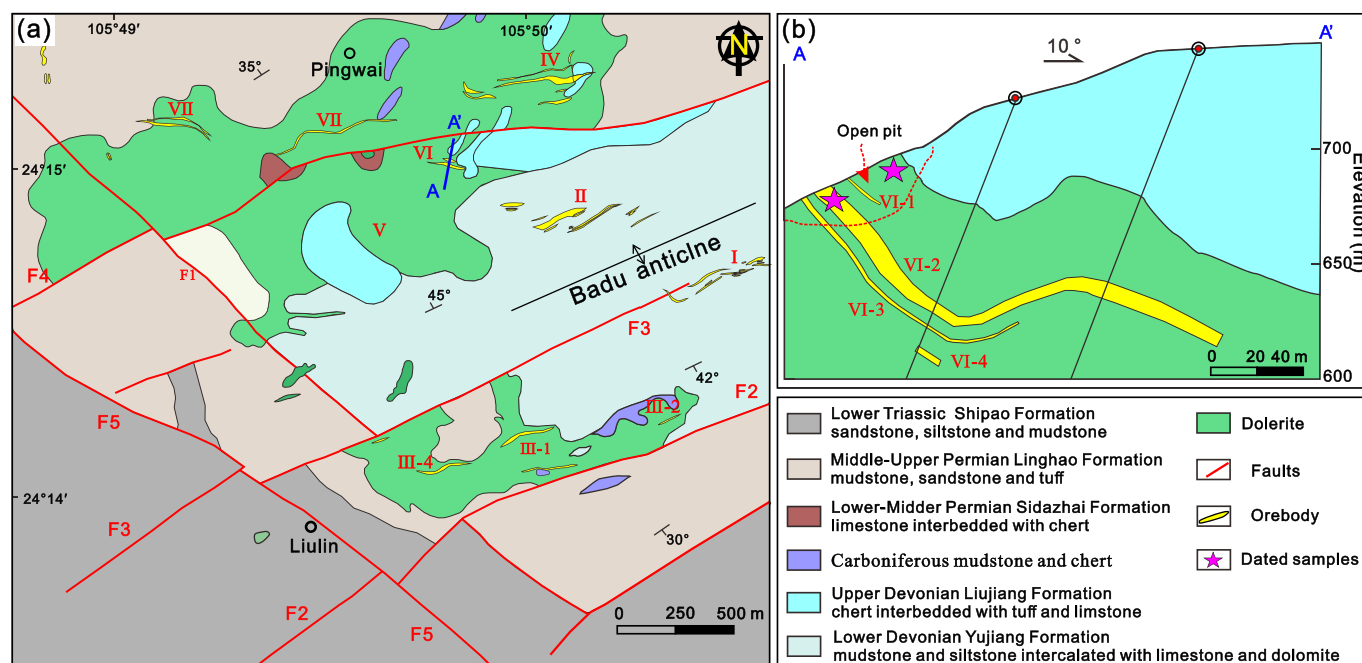 (a)
105°49′
105°50′
N
35°
Pingwai
IV
VII
VII
A'
VI
A
24°15′
II
V
I
Badu anticlne
F1
F4
45°
F3
42°
F2
F5
III-2
III-1
III-4
24°14′
F3
Liulin
30°
F2
F5
0 250 500 m
(b)
A
A'
10°
Open pit
700
Elevation (m)
VI-1
VI-2
650
VI-3
VI-4
0 20 40 m
600
Lower Triassic Shipao Formation
sandstone, siltstone and mudstone
Middle-Upper Permian Linghao Formation
mudstone, sandstone and tuff
Lower-Midder Permian Sidazhai Formation
limestone interbedded with chert
Carboniferous mudstone and chert
Upper Devonian Liujiang Formation
chert interbedded with tuff and limstone
Lower Devonian Yujiang Formation
mudstone and siltstone intercalated with limestone and dolomite
Dolerite
Faults
Orebody
Dated samples